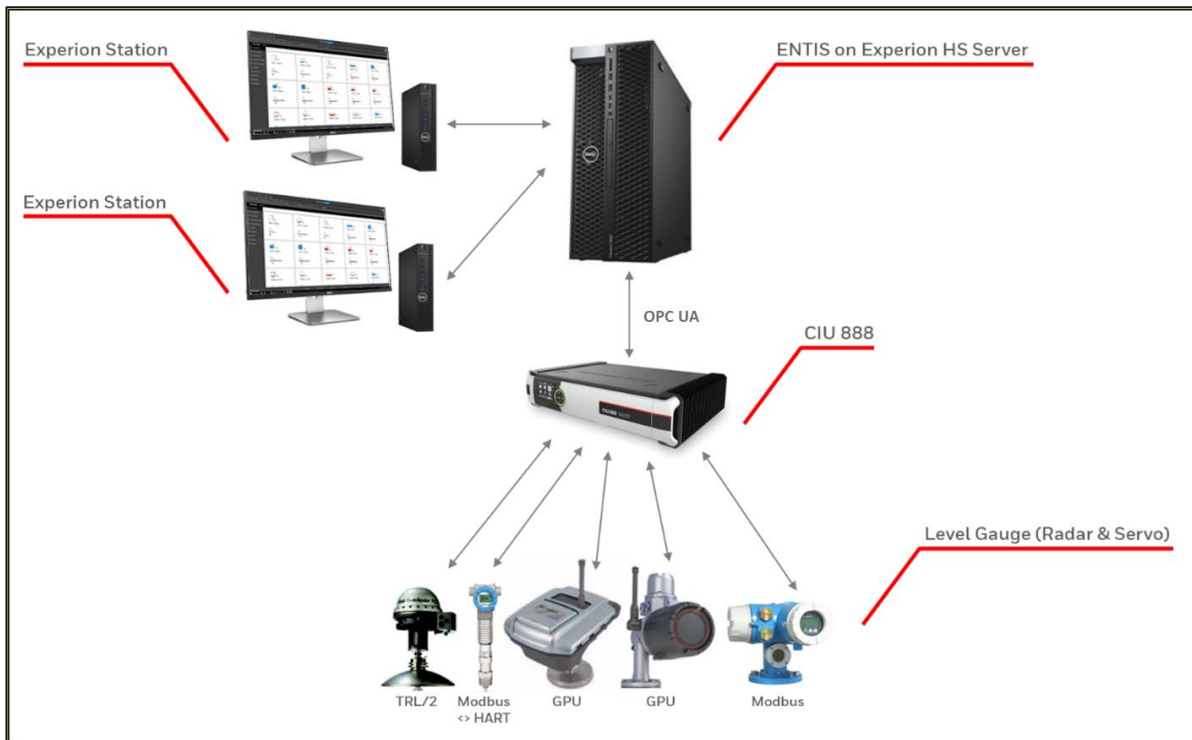 Experion Station
ENTIS on Experion HS Server
Experion Station
OPC UA
CIU 888
Level Gauge (Radar & Servo)
TRL/2
Modbus
<> HART
GPU
GPU
Modbus